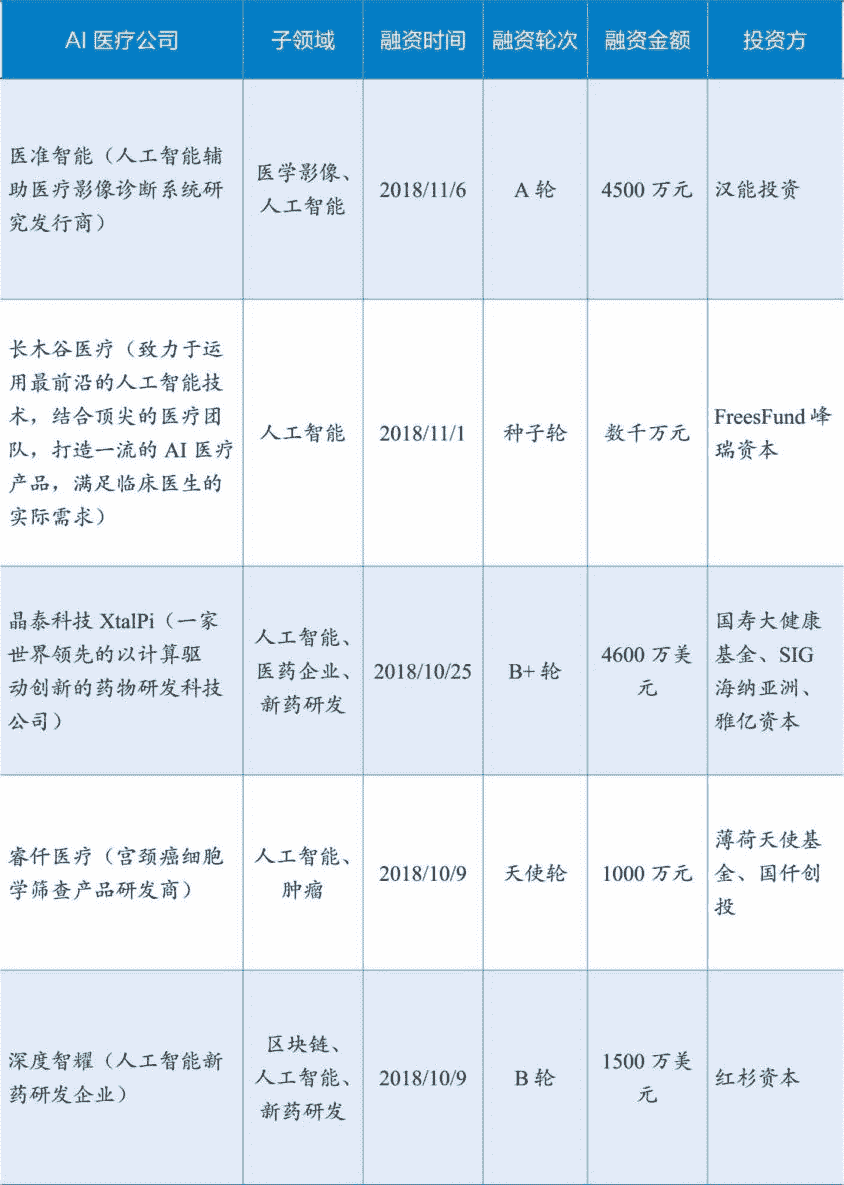 AI 医疗公司 子领域 融资时间 融资轮次 融资金额 投资方
医准智能（人工智能辅
助医疗影像诊断系统研
究发行商）
医学影像、
人工智能
2018/11/6
A 轮
4500 万元
汉能投资
长木谷医疗（致力于运
用最前沿的人工智能技
术，结合顶尖的医疗团
队，打造一流的 AI 医疗
产品，满足临床医生的
实际需求）
人工智能
2018/11/1
种子轮
数千万元
FreesFund 峰
瑞资本
晶泰科技 XtalPi（一家
世界领先的以计算驱
动创新的药物研发科技
公司）
人工智能、
医药企业、
新药研发
2018/10/25
B+ 轮
4600 万美
元
国寿大健康
基金、SIG
海纳亚洲、
雅亿资本
睿仟医疗（宫颈癌细胞
学筛查产品研发商）
人工智能、
肿瘤
2018/10/9
天使轮
1000 万元
薄荷天使基
金、国仟创
投
深度智耀（人工智能新
药研发企业）
区块链、
人工智能、
新药研发
2018/10/9
B 轮
1500 万美
元
红杉资本